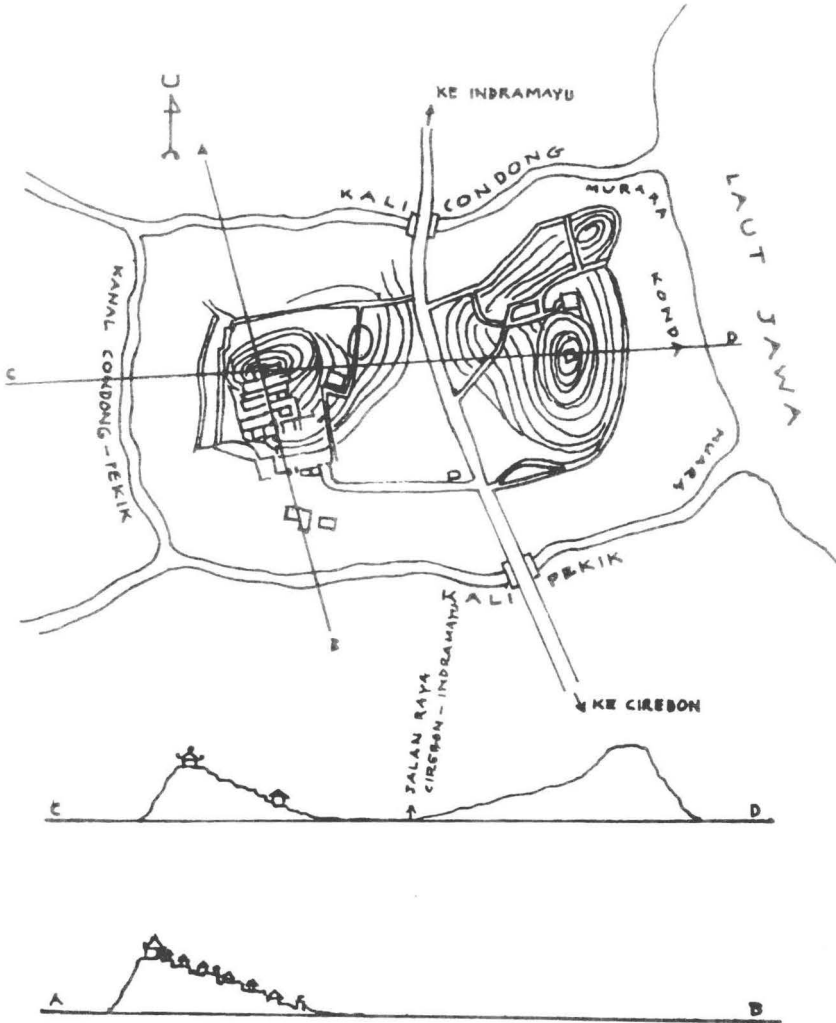 U
KE INDRAMAYU
A
KALI CONDONG
MUARA
LAUT JAWA
KANAL CONDONG-PEKIK
KONDA
C
D
MUARA
P
KALI PEKIK
B
JALAN RAYA
CIREBON-INDRAMAYU
KE CIREBON
C
D
A
B